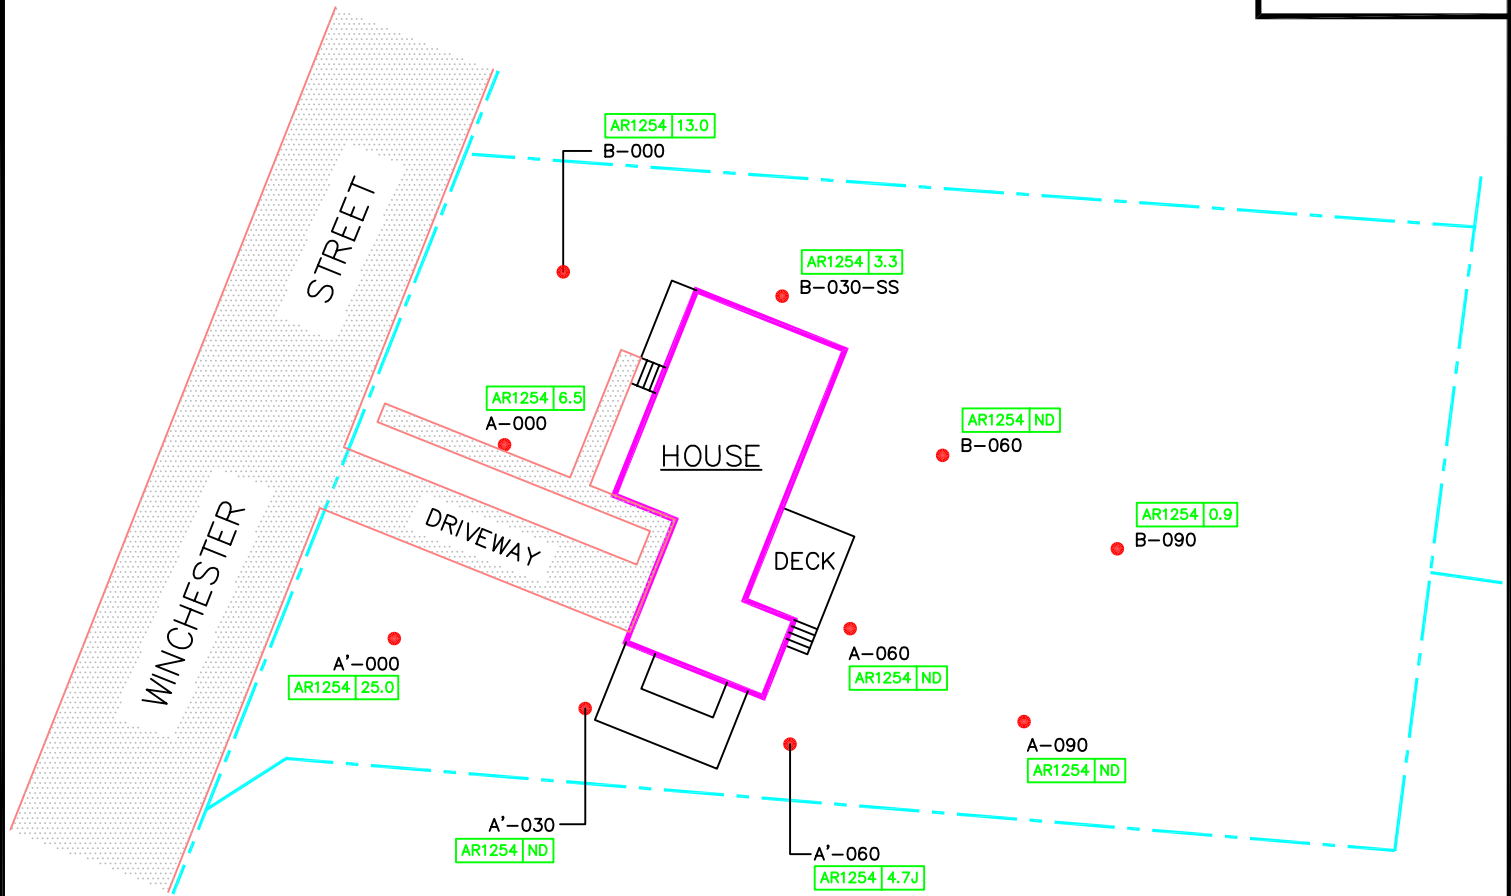 AR1254 13.0
B-000
STREET
AR1254 3.3
B-030-SS
AR1254 6.5
A-000
AR1254 ND
B-060
HOUSE
AR1254 0.9
B-090
DRIVEWAY
DECK
WINCHESTER
A'-000
AR1254 25.0
A-060
AR1254 ND
A-090
AR1254 ND
A'-030
AR1254 ND
A'-060
AR1254 4.7J